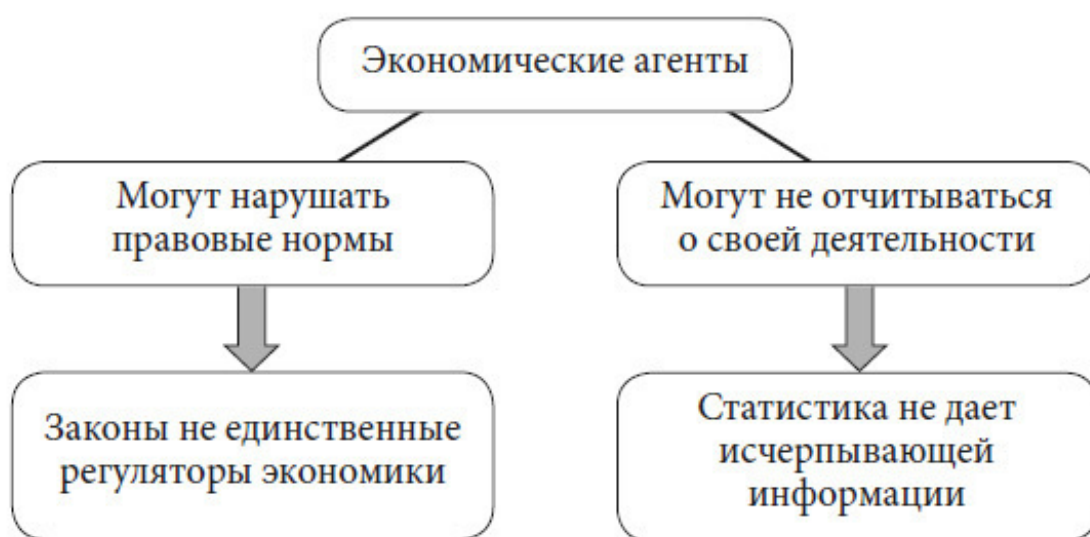 Экономические агенты
Могут нарушать
правовые нормы
Могут не отчитываться
о своей деятельности
Законы не единственные
регуляторы экономики
Статистика не дает
исчерпывающей
информации